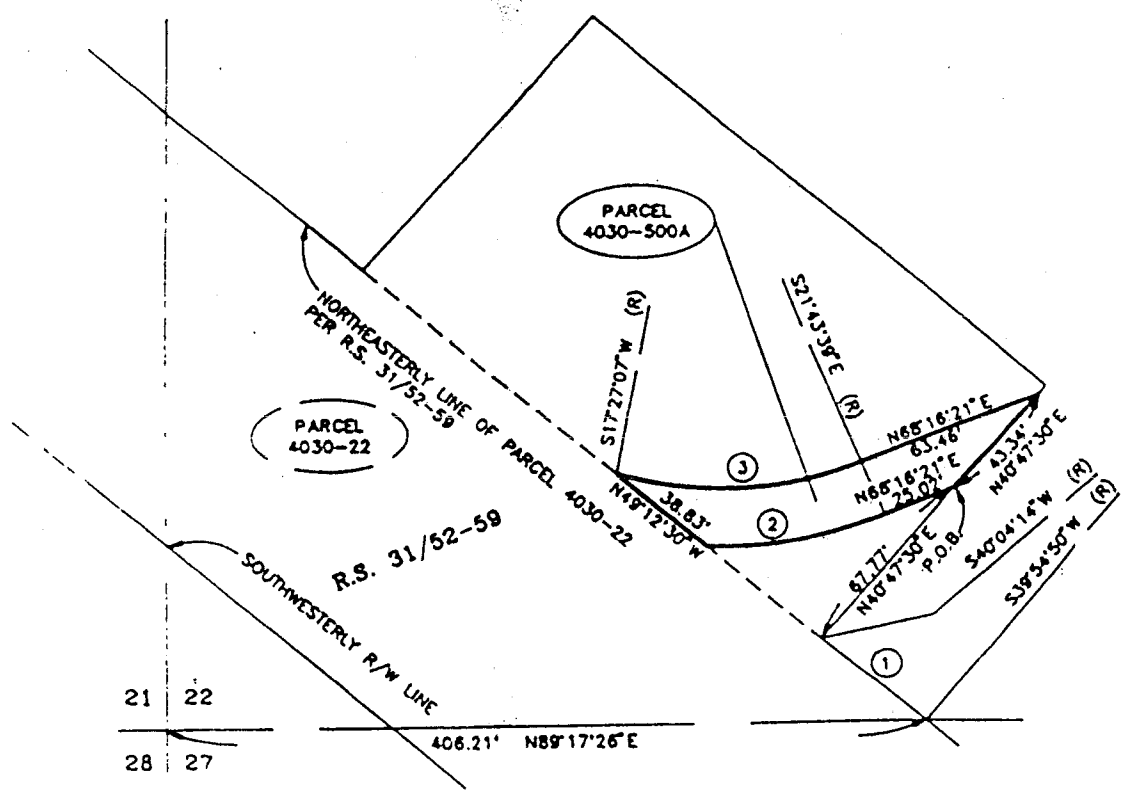 PARCEL
4030-500A
S21°43'39"E (R)
S17°27'07"W (R)
NORTHEASTERLY LINE OF PARCEL 4030-22
PER R.S. 31/52-59
PARCEL
4030-22
N68°16'21"E
63.46'
43.34'
N40°47'30"E
3
N68°16'21"E
25.02'
38.83'
N49°12'30"W
2
S40°04'14"W (R)
S39°54'50"W (R)
67.77'
N40°47'30"E
P.O.B.
R.S. 31/52-59
SOUTHWESTERLY R/W LINE
1
21 22
406.21' N89°17'26"E
28 27